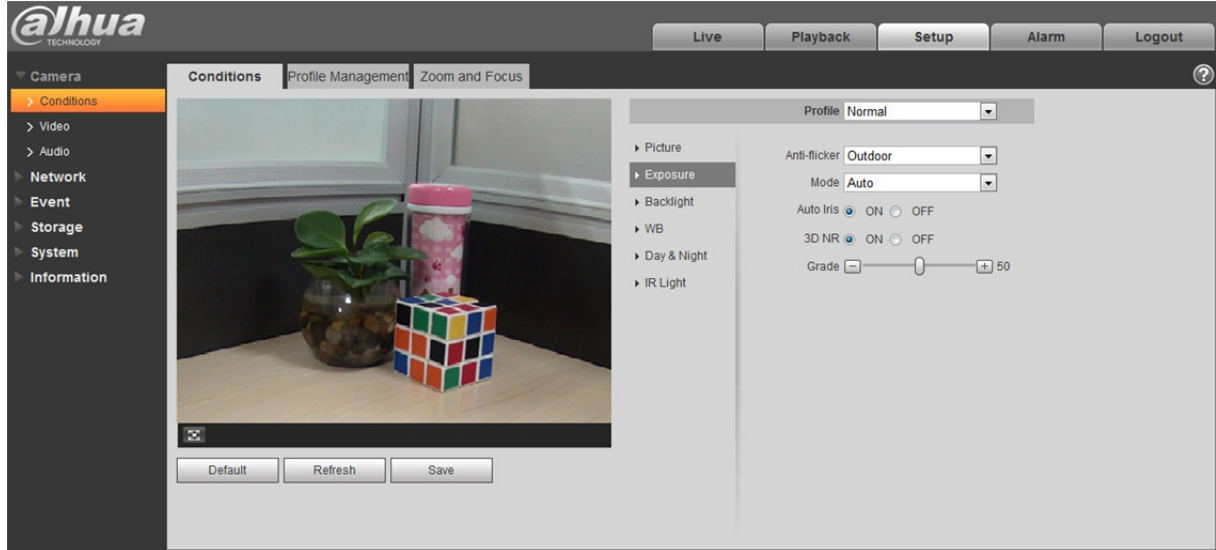 alhua
TECHNOLOGY
Live Playback Setup Alarm Logout
Camera
Conditions
Video
Audio
Network
Event
Storage
System
Information
Conditions Profile Management Zoom and Focus
?
Default Refresh Save
Picture
Exposure
Backlight
WB
Day & Night
IR Light
Profile Normal
Anti-flicker Outdoor
Mode Auto
Auto Iris ON OFF
3D NR ON OFF
Grade - + 50